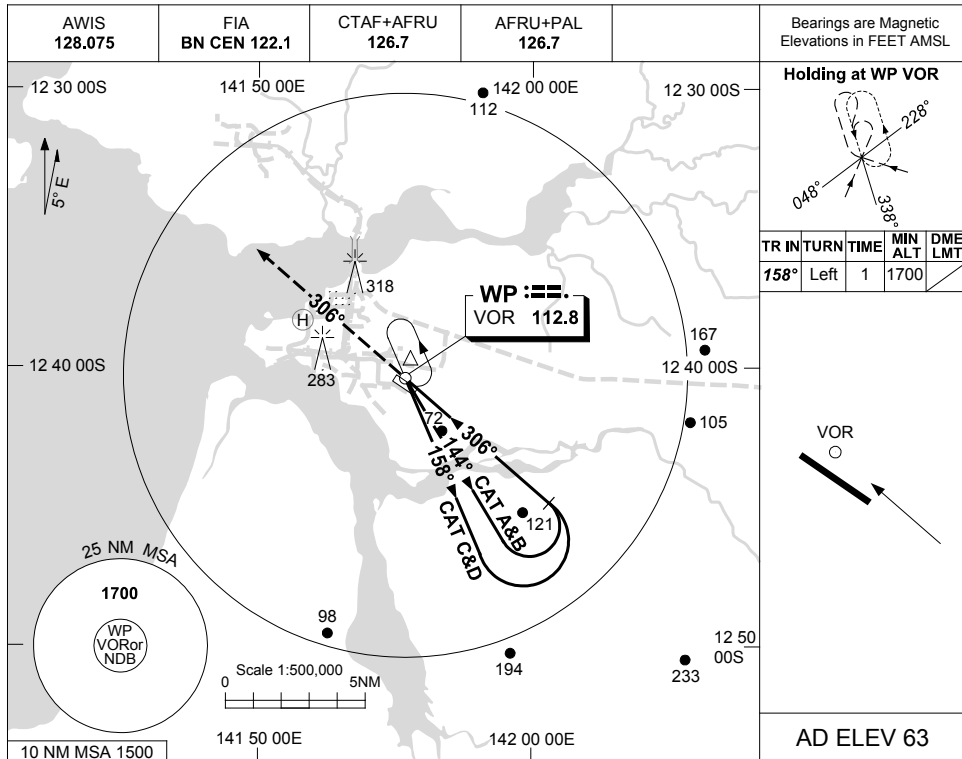 AWIS
128.075
FIA
BN CEN 122.1
CTAF+AFRU
126.7
AFRU+PAL
126.7
Bearings are Magnetic
Elevations in FEET AMSL
12 30 00S
141 50 00E
142 00 00E
12 30 00S
112
5° E
318
306°
H
283
WP
VOR 112.8
167
12 40 00S
12 40 00S
105
72
306°
144° CAT A&B
158° CAT C&D
121
25 NM MSA
1700
WP
VORor
NDB
98
194
233
12 50
00S
Scale 1:500,000
0 5NM
141 50 00E
142 00 00E
10 NM MSA 1500
Holding at WP VOR
228°
048°
338°
TR IN TURN TIME MIN ALT DME LMT
158° Left 1 1700
VOR
AD ELEV 63